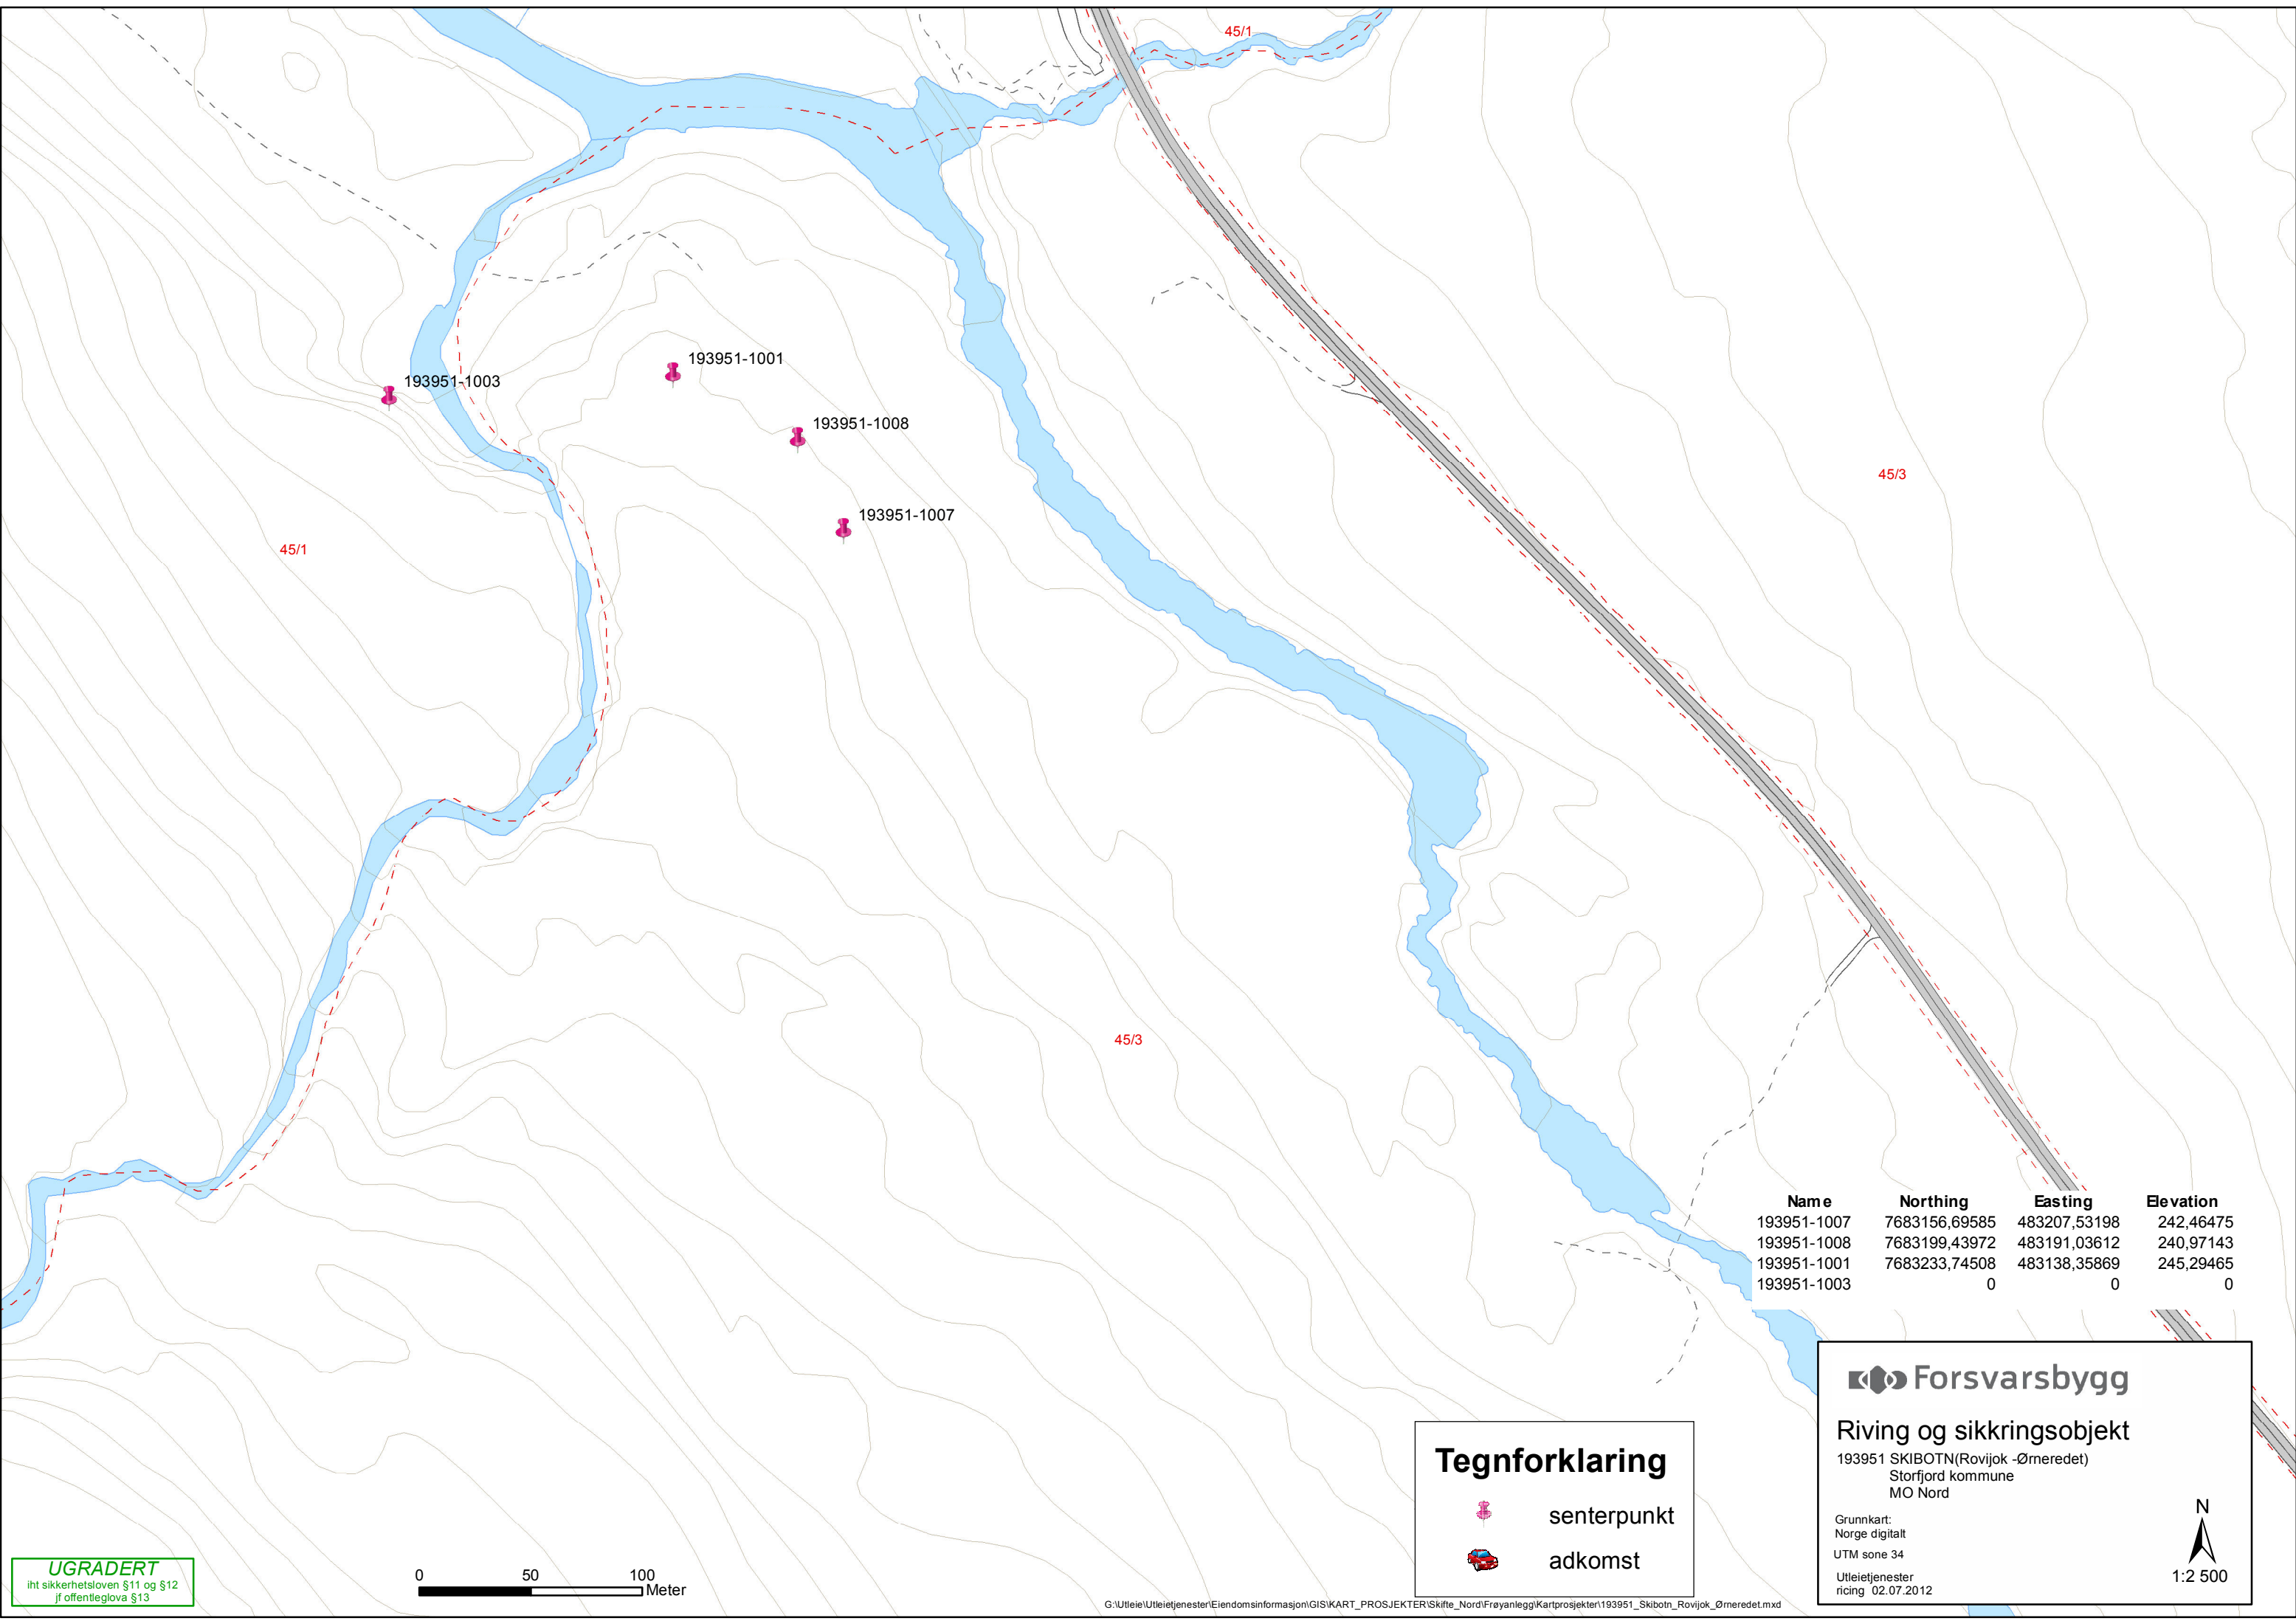 45/1
193951-1001
193951-1003
193951-1008
45/3
193951-1007
45/1
45/3
Name Northing Easting Elevation
193951-1007 7683156,69585 483207,53198 242,46475
193951-1008 7683199,43972 483191,03612 240,97143
193951-1001 7683233,74508 483138,35869 245,29465
193951-1003 0 0 0
Forsvarsbygg
Riving og sikkringsobjekt
193951 SKIBOTN(Rovijok -Ørneredet)
Storfjord kommune
MO Nord
Grunnkart:
Norge digitalt
UTM sone 34
Utleietjenester
ricing 02.07.2012
N
1:2 500
Tegnforklaring
senterpunkt
adkomst
UGRADERT
iht sikkerhetsloven §11 og §12
jf offentleglova §13
0 50 100
Meter
G:\Utleie\Utleietjenester\Eiendomsinformasjon\GIS\KART_PROSJEKTER\Skifte_Nord\Frøyanlegg\Kartprosjekter\193951_Skibotn_Rovijok_Ørneredet.mxd